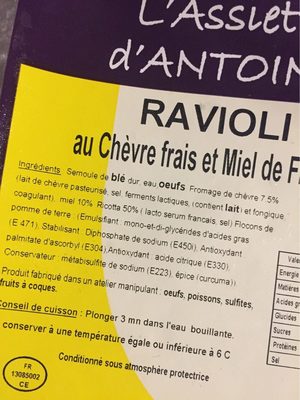 L'Assiet
d'ANTOIN
RAVIOLI
au Chèvre frais et Miel de F
Ingrédients: Semoule de blé dur. eau oeufs Fromage de chèvre 7.5%
(lait de chèvre pasteurisé, sel. ferments lactiques, (contient lait) et fongique,
coagulant). miel 10% Ricotta 50% ( lacto serum francais, sel) Flocons de
pomme de terre (Emulsifiant mono-et-di-glycérides d'acides gras
(E 471). Stabilisant Diphosphate de sodium (E450i), Antioxydant
palmitate d'ascorbyl (E304) Antioxydant : acide citrique (E330).
Conservateur : métabisulfite de sodium (E223), épice (curcuma))
Produit fabriqué dans un atelier manipulant : oeufs, poissons, sulfites,
fruits à coques.
Conseil de cuisson : Plonger 3 mn dans l'eau bouillante.
conserver à une température égale ou inférieure à 6 C
Conditionné sous atmosphère protectrice
FR
13085002
CE
Vale
Energie
Matières
Acides
Glucides
Sucres
Protéines
Sel